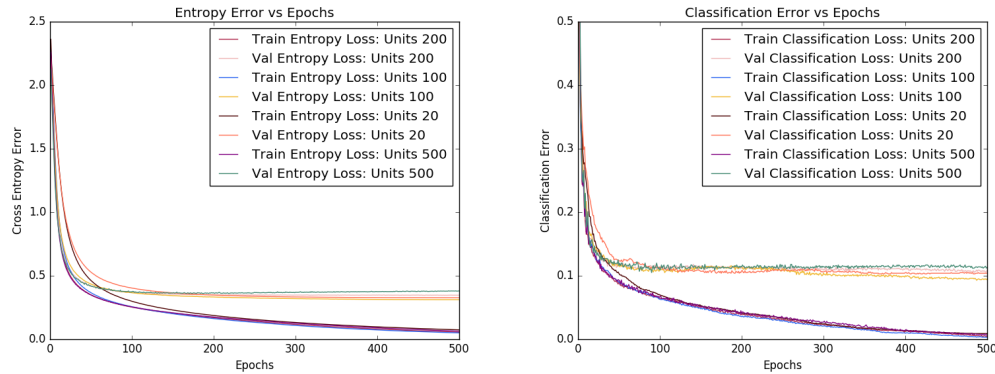 Entropy Error vs Epochs
2.5
2.0
1.5
1.0
0.5
0.0
Cross Entropy Error
Train Entropy Loss: Units 200
Val Entropy Loss: Units 200
Train Entropy Loss: Units 100
Val Entropy Loss: Units 100
Train Entropy Loss: Units 20
Val Entropy Loss: Units 20
Train Entropy Loss: Units 500
Val Entropy Loss: Units 500
0 100 200 300 400 500
Epochs
Classification Error vs Epochs
0.5
0.4
0.3
0.2
0.1
0.0
Classification Error
Train Classification Loss: Units 200
Val Classification Loss: Units 200
Train Classification Loss: Units 100
Val Classification Loss: Units 100
Train Classification Loss: Units 20
Val Classification Loss: Units 20
Train Classification Loss: Units 500
Val Classification Loss: Units 500
0 100 200 300 400 500
Epochs